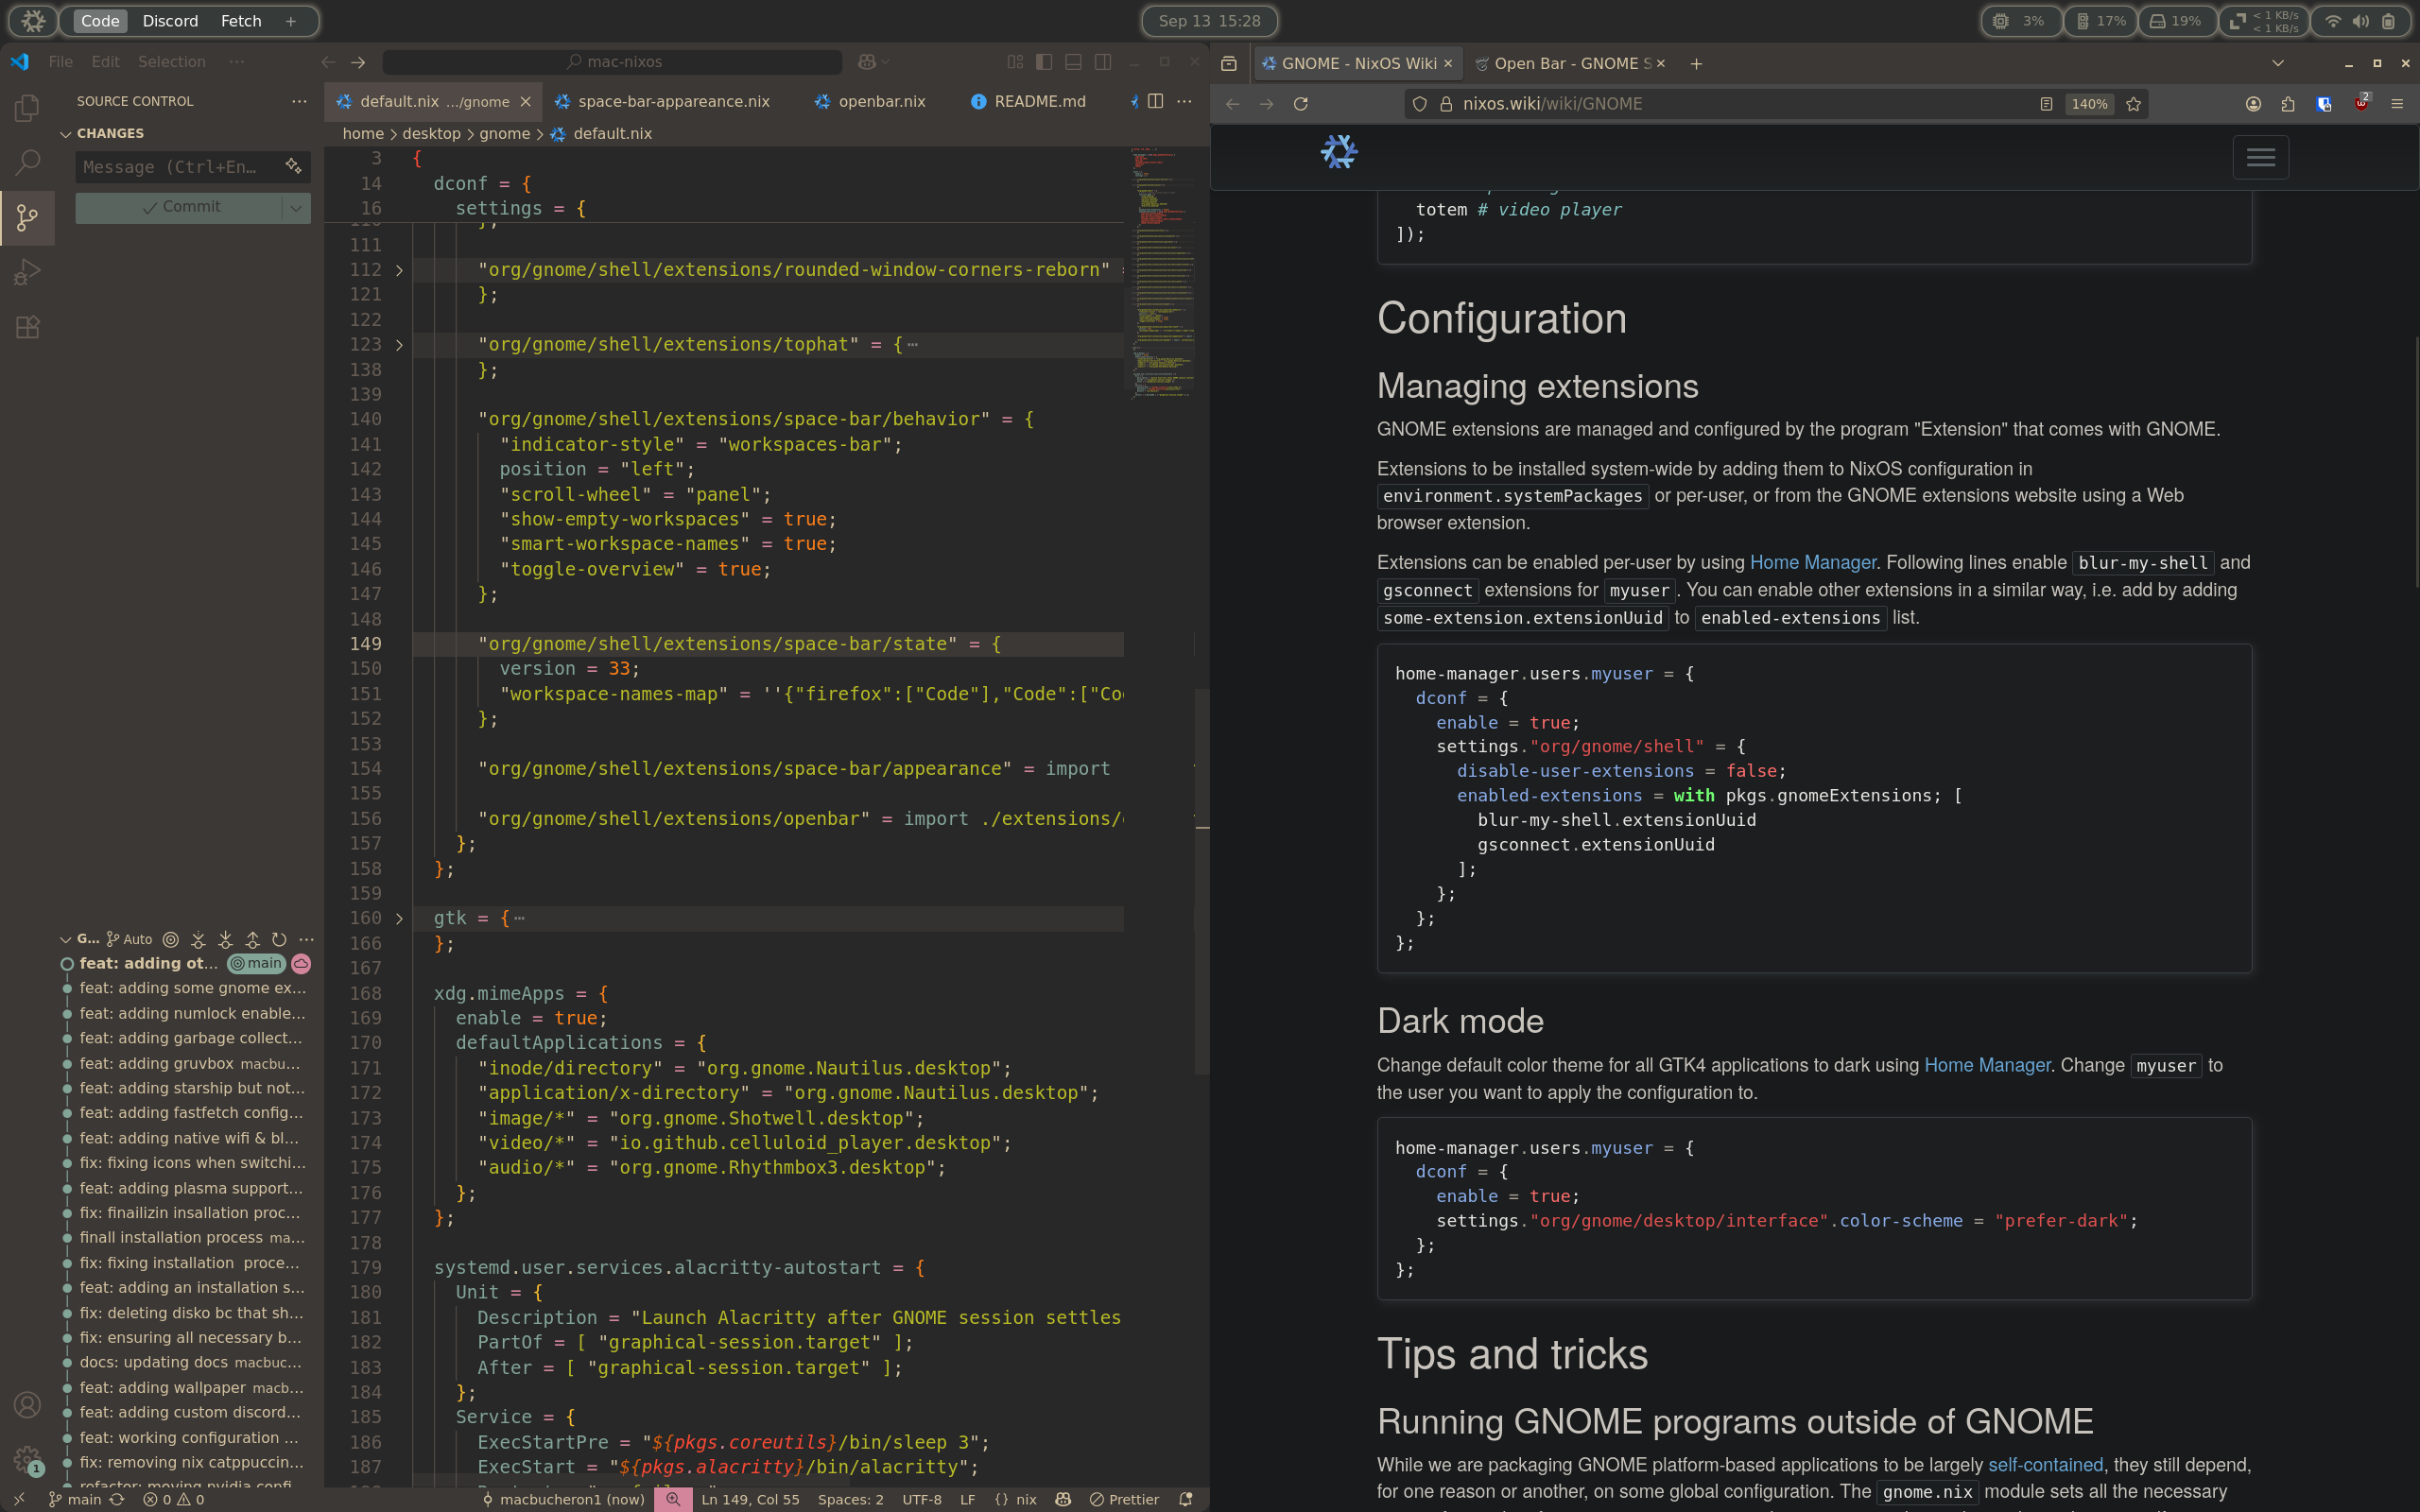 Code Discord Fetch +
Sep 13 15:28
3% 17% 19% < 1 KB/s
< 1 KB/s
File Edit Selection ···
mac-nixos
SOURCE CONTROL ···
CHANGES
Message (Ctrl+En…
Commit
G… Auto ···
feat: adding ot… main
feat: adding some gnome ex…
feat: adding numlock enable…
feat: adding garbage collect…
feat: adding gruvbox macbu…
feat: adding starship but not…
feat: adding fastfetch config…
feat: adding native wifi & bl…
fix: fixing icons when switchi…
feat: adding plasma support…
fix: finailizin insallation proc…
finall installation process ma…
fix: fixing installation proce…
feat: adding an installation s…
fix: deleting disko bc that sh…
fix: ensuring all necessary b…
docs: updating docs macbuc…
feat: adding wallpaper macb…
feat: adding custom discord…
feat: working configuration …
fix: removing nix catppuccin…
refactor: moving nvidia confi…
1
default.nix .../gnome space-bar-appareance.nix openbar.nix README.md ···
home > desktop > gnome > default.nix
3 {
14 dconf = {
16 settings = {
110 };
111
112 "org/gnome/shell/extensions/rounded-window-corners-reborn" =
121 };
122
123 "org/gnome/shell/extensions/tophat" = { ···
138 };
139
140 "org/gnome/shell/extensions/space-bar/behavior" = {
141 "indicator-style" = "workspaces-bar";
142 position = "left";
143 "scroll-wheel" = "panel";
144 "show-empty-workspaces" = true;
145 "smart-workspace-names" = true;
146 "toggle-overview" = true;
147 };
148
149 "org/gnome/shell/extensions/space-bar/state" = {
150 version = 33;
151 "workspace-names-map" = ''{"firefox":["Code"],"Code":["Co
152 };
153
154 "org/gnome/shell/extensions/space-bar/appearance" = import
155
156 "org/gnome/shell/extensions/openbar" = import ./extensions/
157 };
158 };
159
160 gtk = { ···
166 };
167
168 xdg.mimeApps = {
169 enable = true;
170 defaultApplications = {
171 "inode/directory" = "org.gnome.Nautilus.desktop";
172 "application/x-directory" = "org.gnome.Nautilus.desktop";
173 "image/*" = "org.gnome.Shotwell.desktop";
174 "video/*" = "io.github.celluloid_player.desktop";
175 "audio/*" = "org.gnome.Rhythmbox3.desktop";
176 };
177 };
178
179 systemd.user.services.alacritty-autostart = {
180 Unit = {
181 Description = "Launch Alacritty after GNOME session settles
182 PartOf = [ "graphical-session.target" ];
183 After = [ "graphical-session.target" ];
184 };
185 Service = {
186 ExecStartPre = "${pkgs.coreutils}/bin/sleep 3";
187 ExecStart = "${pkgs.alacritty}/bin/alacritty";
main 0 0 macbucheron1 (now) Ln 149, Col 55 Spaces: 2 UTF-8 LF {} nix Prettier
GNOME - NixOS Wiki Open Bar - GNOME S
nixos.wiki/wiki/GNOME 140% 2
totem # video player
]);
Configuration
Managing extensions
GNOME extensions are managed and configured by the program "Extension" that comes with GNOME.
Extensions to be installed system-wide by adding them to NixOS configuration in
environment.systemPackages or per-user, or from the GNOME extensions website using a Web
browser extension.
Extensions can be enabled per-user by using Home Manager. Following lines enable blur-my-shell and
gsconnect extensions for myuser. You can enable other extensions in a similar way, i.e. add by adding
some-extension.extensionUuid to enabled-extensions list.
home-manager.users.myuser = {
dconf = {
enable = true;
settings."org/gnome/shell" = {
disable-user-extensions = false;
enabled-extensions = with pkgs.gnomeExtensions; [
blur-my-shell.extensionUuid
gsconnect.extensionUuid
];
};
};
};
Dark mode
Change default color theme for all GTK4 applications to dark using Home Manager. Change myuser to
the user you want to apply the configuration to.
home-manager.users.myuser = {
dconf = {
enable = true;
settings."org/gnome/desktop/interface".color-scheme = "prefer-dark";
};
};
Tips and tricks
Running GNOME programs outside of GNOME
While we are packaging GNOME platform-based applications to be largely self-contained, they still depend,
for one reason or another, on some global configuration. The gnome.nix module sets all the necessary